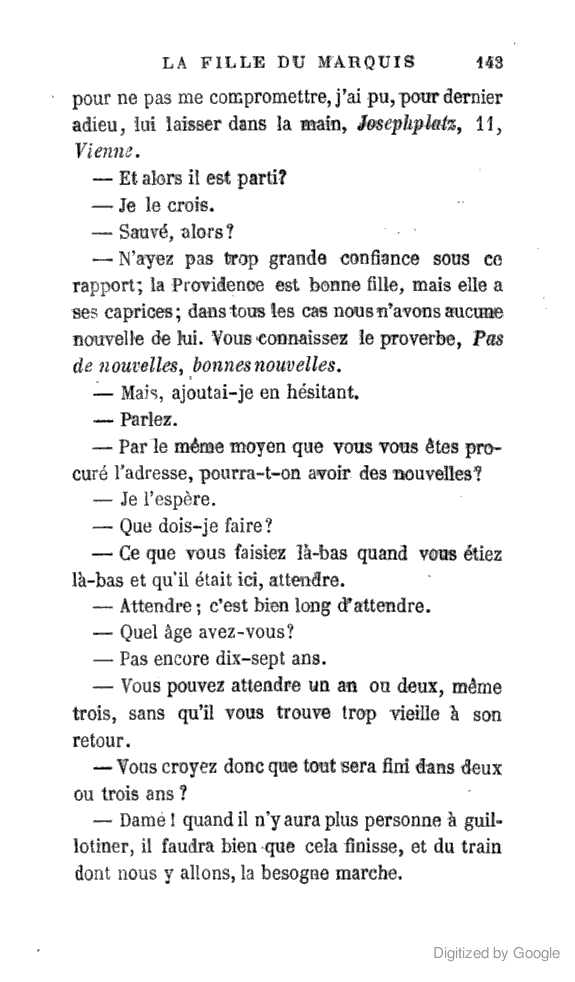 LA FILLE DU MARQUIS 143
pour ne pas me compromettre, j'ai pu, pour dernier
adieu, lui laisser dans la main, Josephplatz, 11,
Vienne.
— Et alors il est parti?
— Je le crois.
— Sauvé, alors?
— N'ayez pas trop grande confiance sous ce
rapport; la Providence est bonne fille, mais elle a
ses caprices; dans tous les cas nous n'avons aucune
nouvelle de lui. Vous connaissez le proverbe, Pas
de nouvelles, bonnes nouvelles.
— Mais, ajoutai-je en hésitant.
— Parlez.
— Par le même moyen que vous vous êtes pro-
curé l'adresse, pourra-t-on avoir des nouvelles?
— Je l'espère.
— Que dois-je faire?
— Ce que vous faisiez là-bas quand vous étiez
là-bas et qu'il était ici, attendre.
— Attendre; c'est bien long d'attendre.
— Quel âge avez-vous?
— Pas encore dix-sept ans.
— Vous pouvez attendre un an ou deux, même
trois, sans qu'il vous trouve trop vieille à son
retour.
— Vous croyez donc que tout sera fini dans deux
ou trois ans?
— Dame! quand il n'y aura plus personne à guil-
lotiner, il faudra bien que cela finisse, et du train
dont nous y allons, la besogne marche.
Digitized by Google